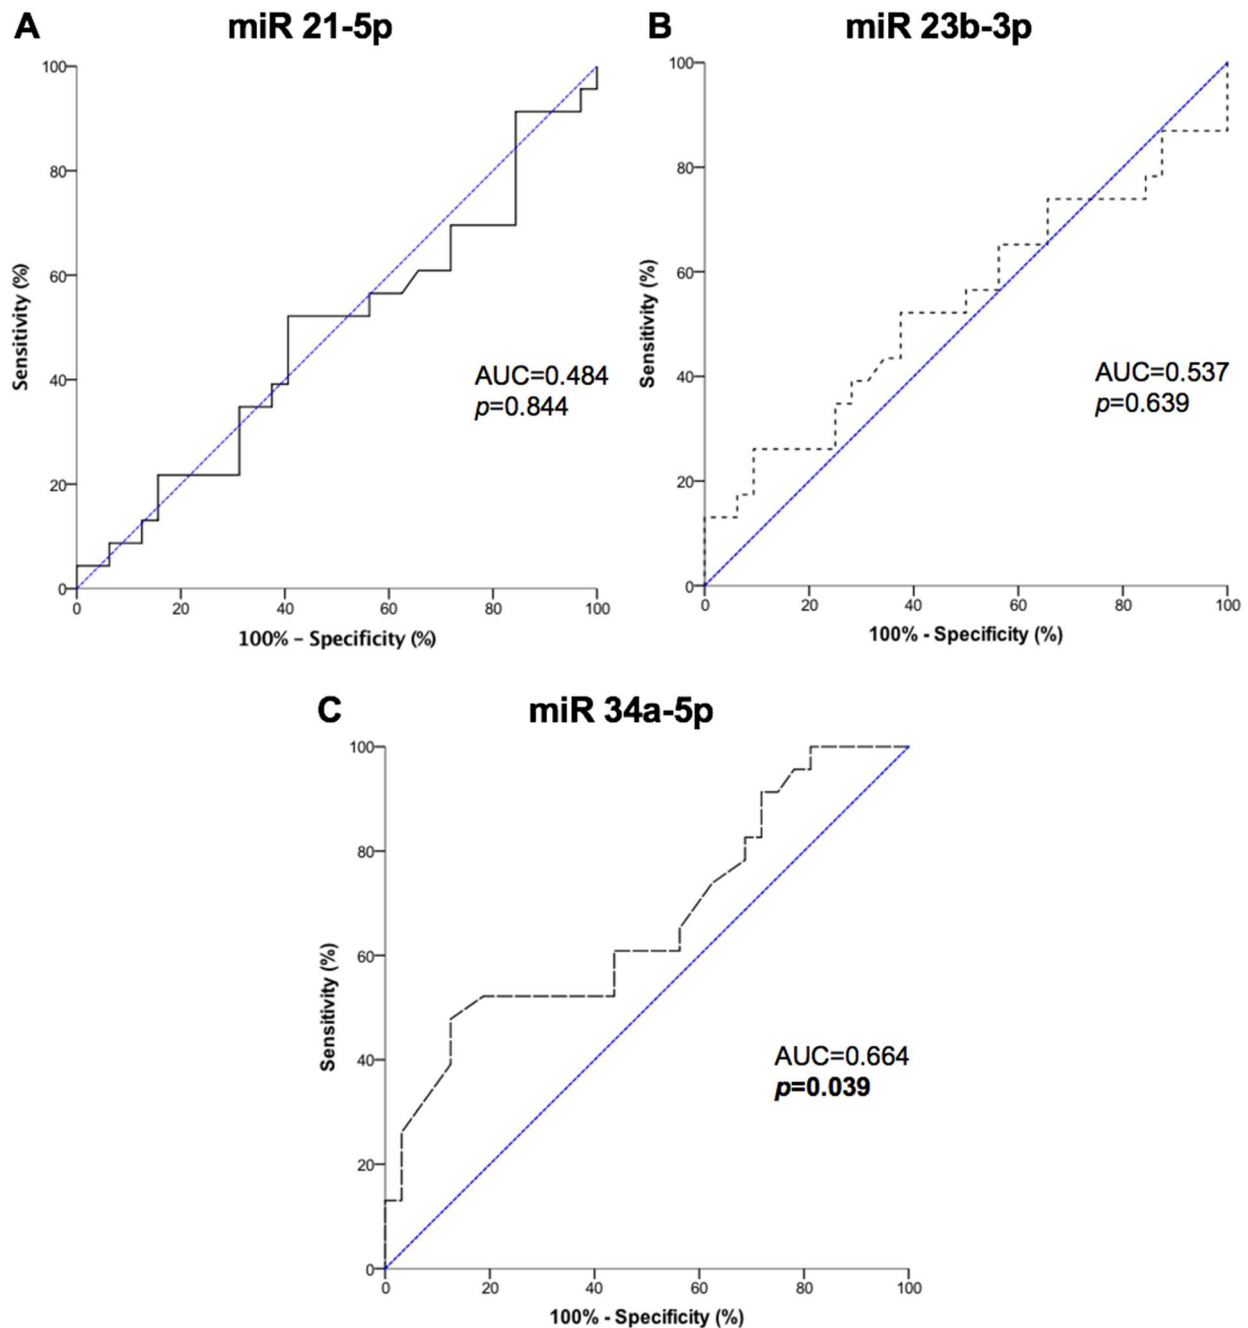 A miR 21-5p
100
80
60
40
20
0
Sensitivity (%)
AUC=0.484
p=0.844
0 20 40 60 80 100
100% – Specificity (%)
B miR 23b-3p
100
80
60
40
20
0
Sensitivity (%)
AUC=0.537
p=0.639
0 20 40 60 80 100
100% - Specificity (%)
C miR 34a-5p
100
80
60
40
20
0
Sensitivity (%)
AUC=0.664
p=0.039
0 20 40 60 80 100
100% - Specificity (%)